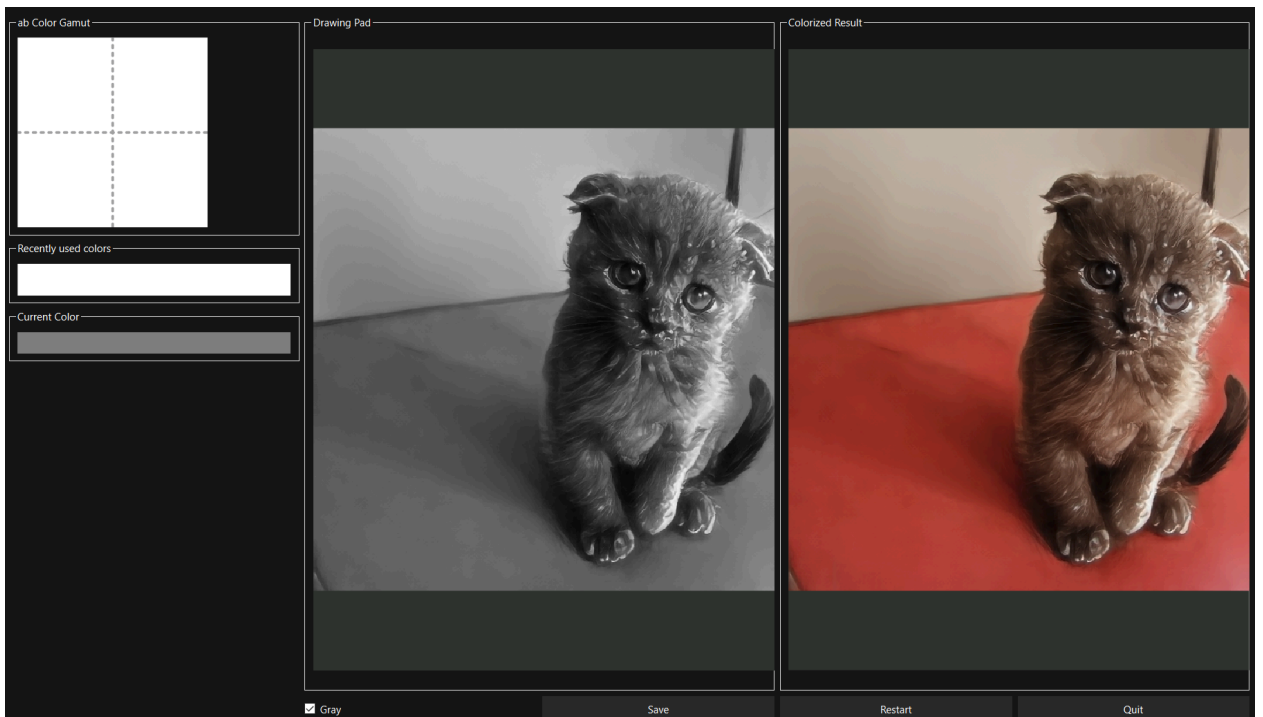 ab Color Gamut
Drawing Pad
Colorized Result
Recently used colors
Current Color
Gray
Save
Restart
Quit